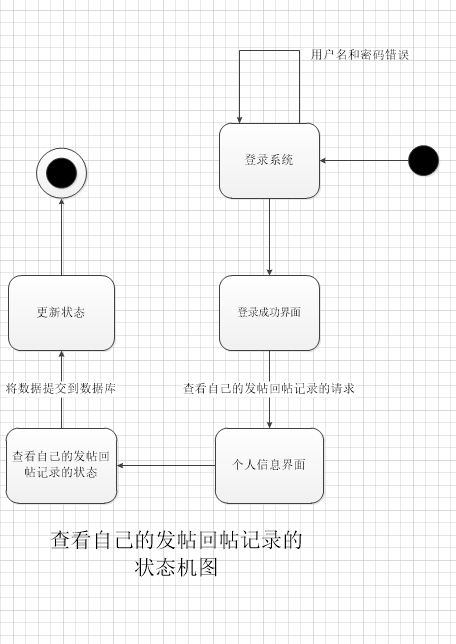 用户名和密码错误
登录系统
更新状态
登录成功界面
将数据提交到数据库
查看自己的发帖回帖记录的请求
查看自己的发帖回
帖记录的状态
个人信息界面
查看自己的发帖回帖记录的
状态机图